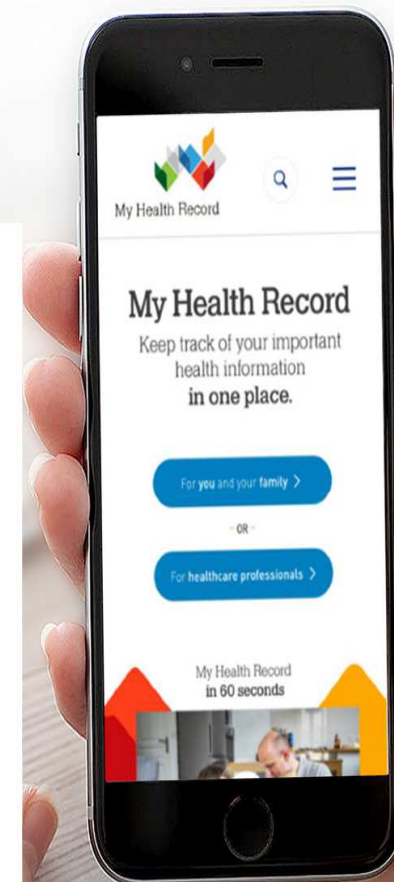 My Health Record
My Health Record
Keep track of your important
health information
in one place.
For you and your family >
- OR -
For healthcare professionals >
My Health Record
in 60 seconds